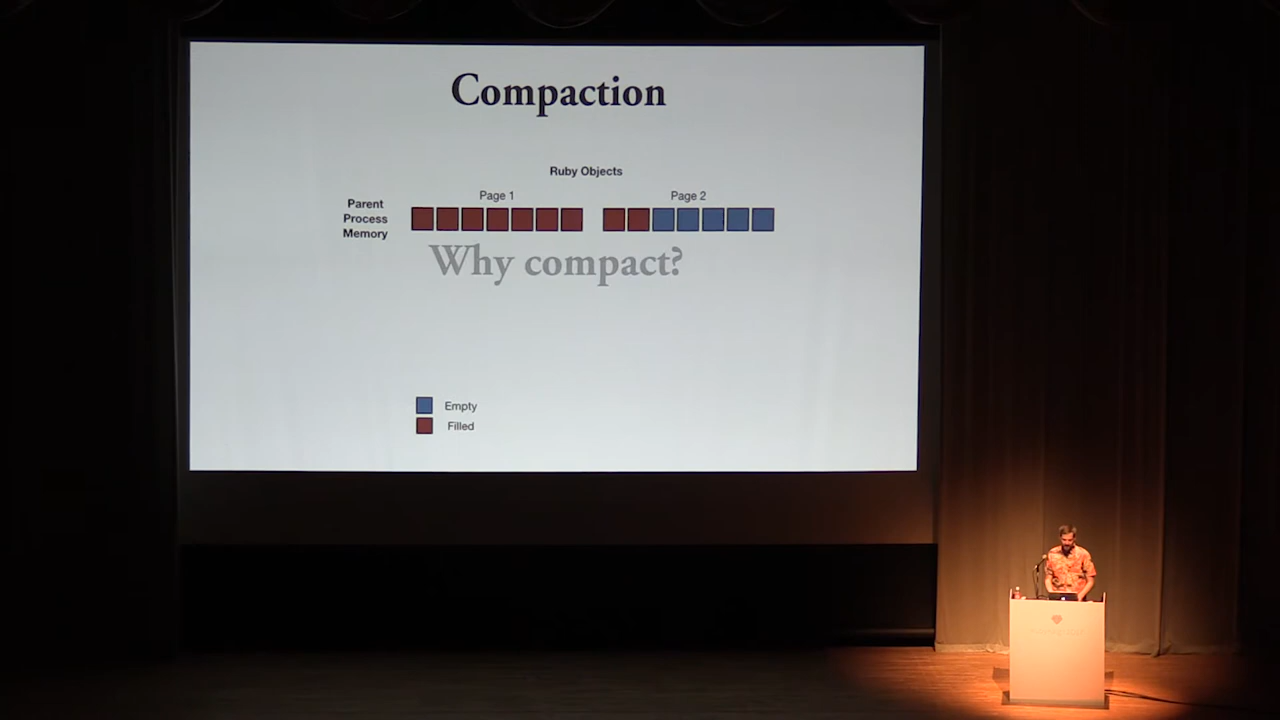 Compaction
Ruby Objects
Page 1
Page 2
Parent
Process
Memory
Why compact?
Empty
Filled